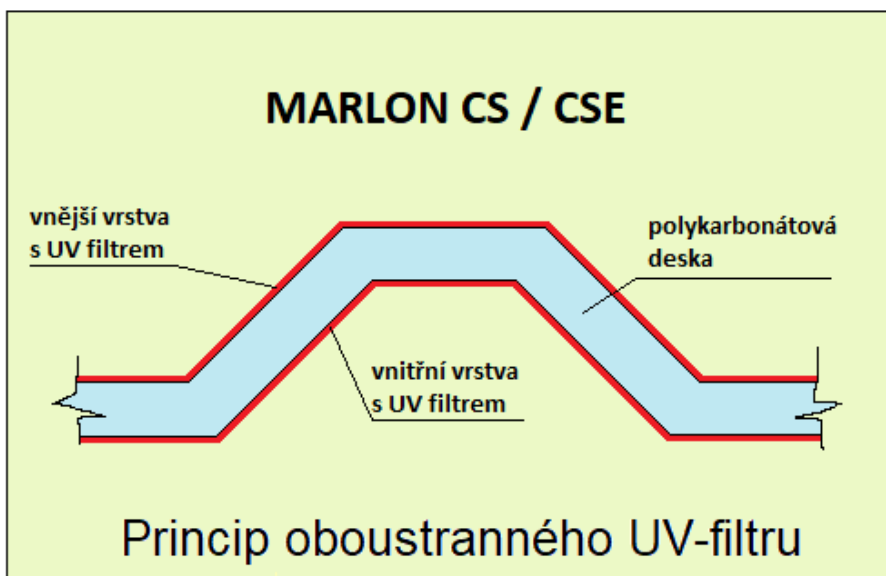 MARLON CS / CSE
vnější vrstva
s UV filtrem
polykarbonátová
deska
vnitřní vrstva
s UV filtrem
Princip oboustranného UV-filtru